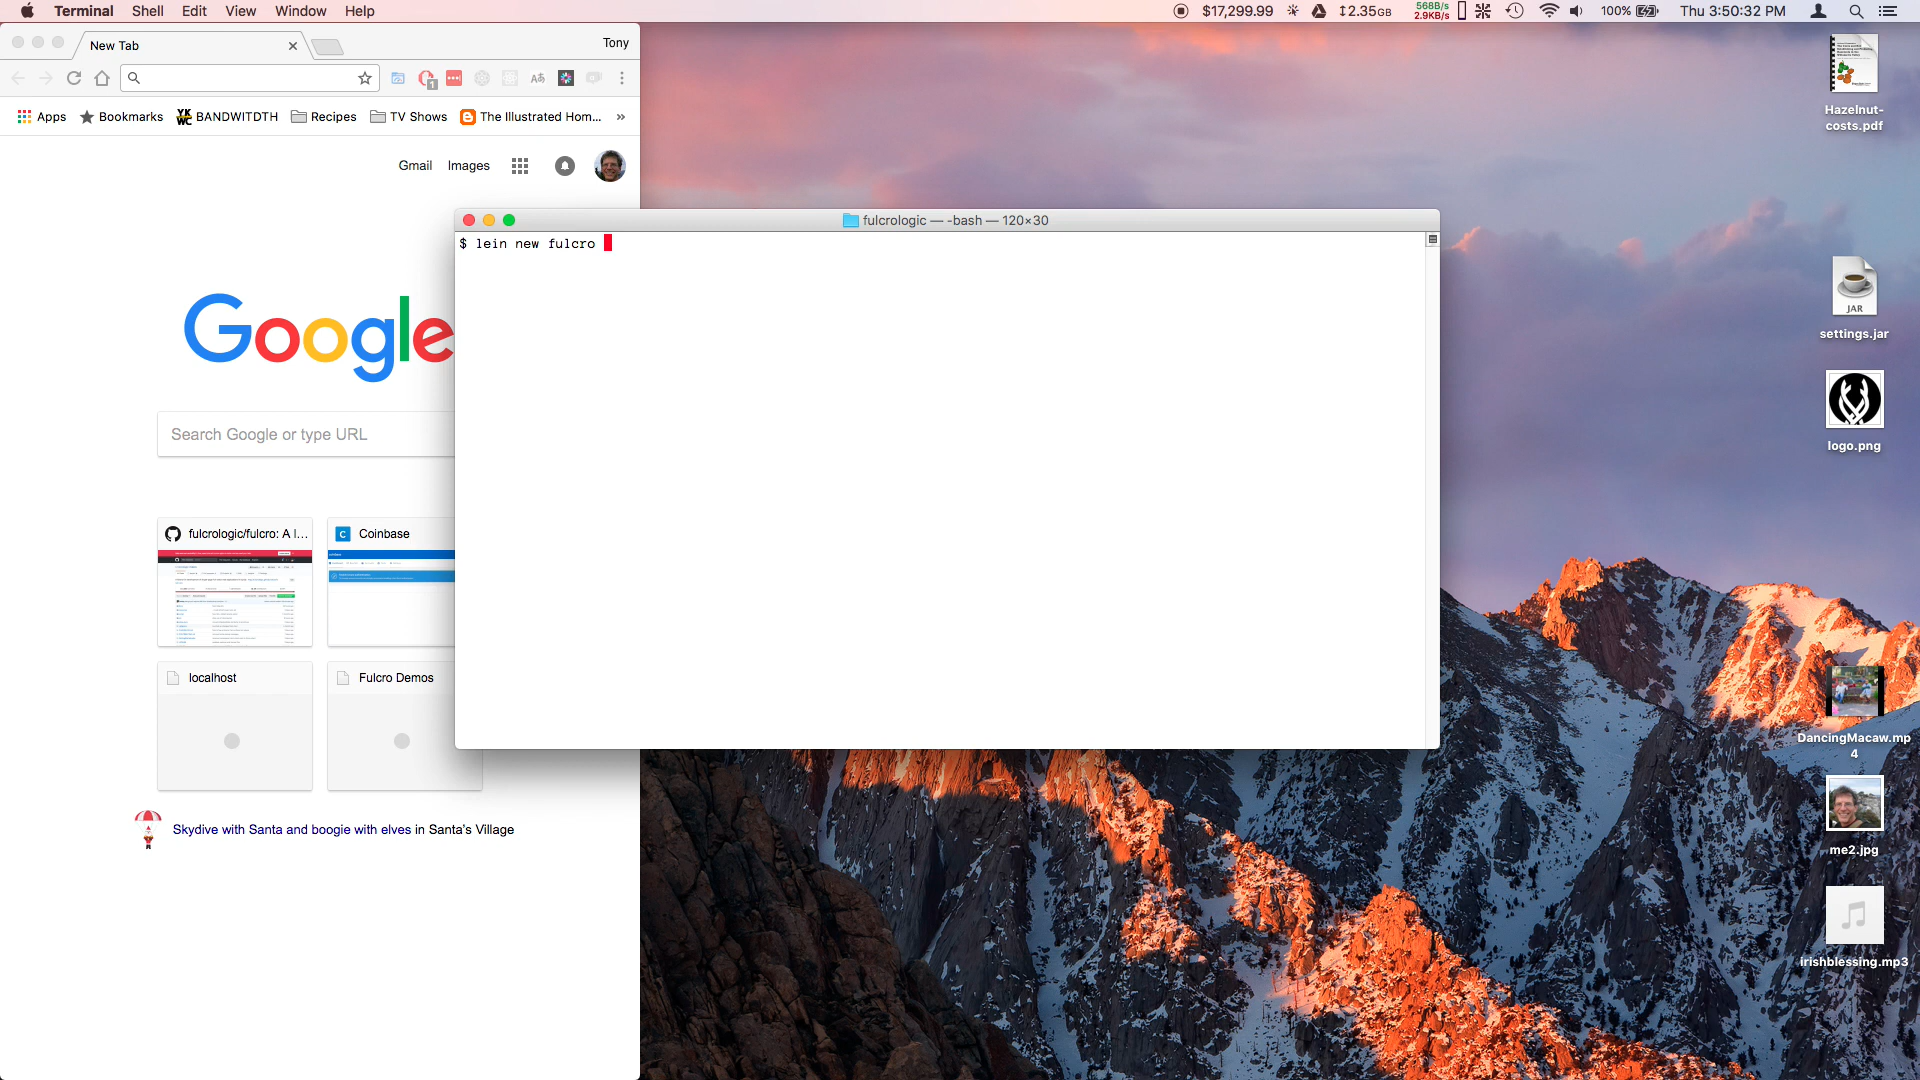 Terminal Shell Edit View Window Help $17,299.99 2.35GB 568B/s 2.9KB/s 100% Thu 3:50:32 PM
New Tab Tony
Apps Bookmarks BANDWITDTH Recipes TV Shows The Illustrated Hom... »
Gmail Images
Google
Search Google or type URL
fulcrologic/fulcro: A l...
Coinbase
localhost
Fulcro Demos
Skydive with Santa and boogie with elves in Santa's Village
fulcrologic — -bash — 120×30
$ lein new fulcro
Hazelnut-
costs.pdf
JAR
settings.jar
logo.png
DancingMacaw.mp
4
me2.jpg
irishblessing.mp3